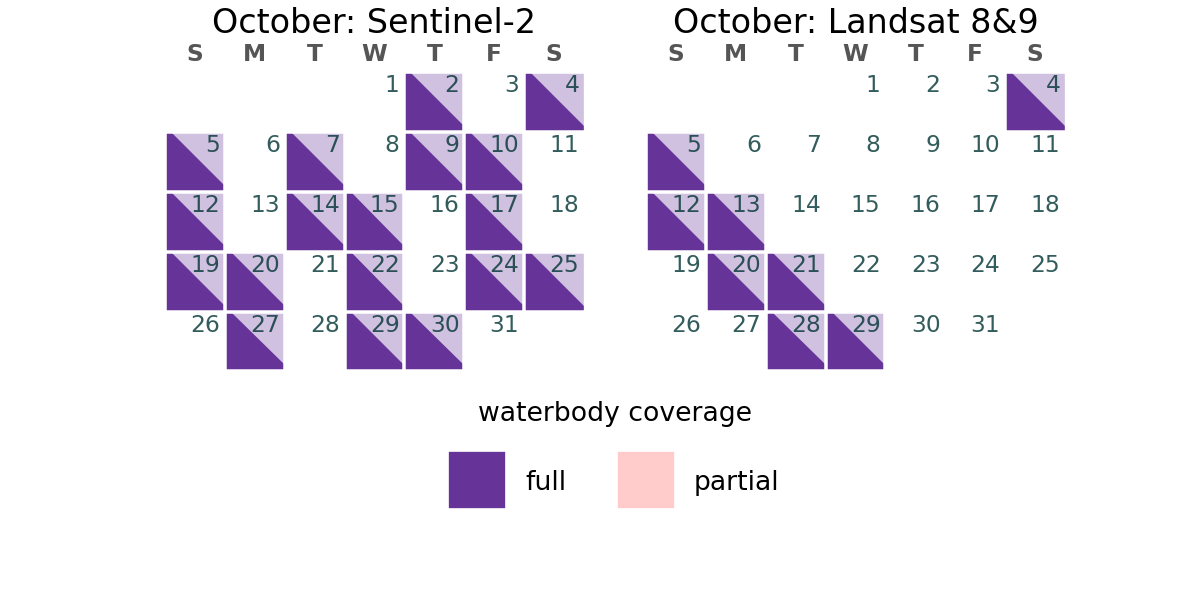 October: Sentinel-2
S M T W T F S
1 2 3 4
5 6 7 8 9 10 11
12 13 14 15 16 17 18
19 20 21 22 23 24 25
26 27 28 29 30 31
October: Landsat 8&9
S M T W T F S
1 2 3 4
5 6 7 8 9 10 11
12 13 14 15 16 17 18
19 20 21 22 23 24 25
26 27 28 29 30 31
waterbody coverage
full partial